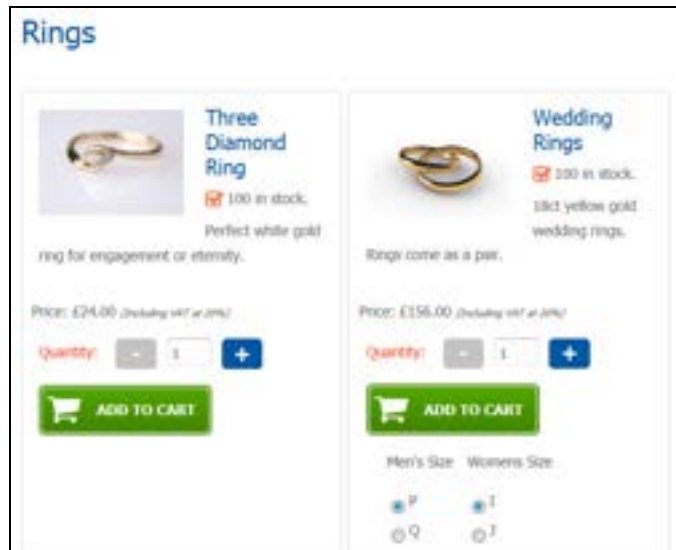 Rings
Three
Diamond
Ring
100 in stock.
Perfect white gold
ring for engagement or eternity.
Price: £24.00 (Including VAT at 20%)
Quantity: - 1 +
ADD TO CART
Wedding
Rings
100 in stock.
18ct yellow gold
wedding rings.
Rings come as a pair.
Price: £156.00 (Including VAT at 20%)
Quantity: - 1 +
ADD TO CART
Men's Size Womens Size
P I
Q J